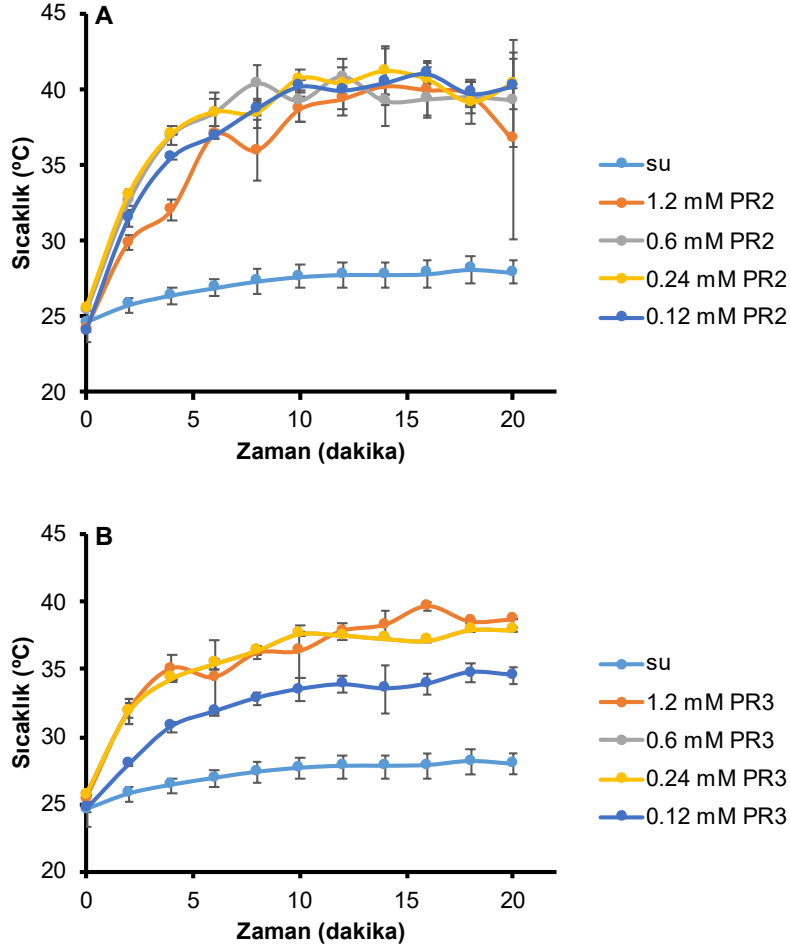 A
45
40
35
30
25
20
Sıcaklık (ºC)
0
5
10
15
20
Zaman (dakika)
su
1.2 mM PR2
0.6 mM PR2
0.24 mM PR2
0.12 mM PR2
B
45
40
35
30
25
20
Sıcaklık (ºC)
0
5
10
15
20
Zaman (dakika)
su
1.2 mM PR3
0.6 mM PR3
0.24 mM PR3
0.12 mM PR3